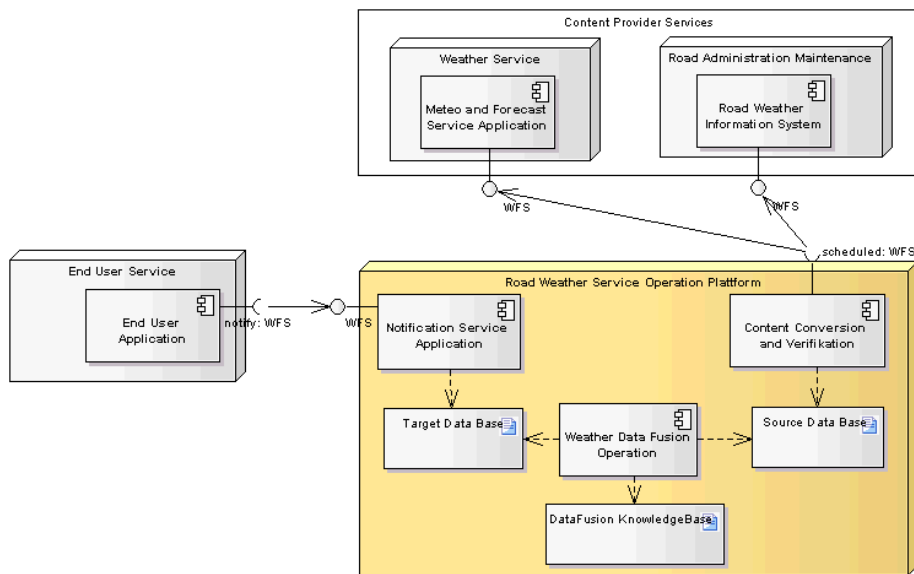 Content Provider Services
Weather Service
Meteo and Forecast
Service Application
Road Administration Maintenance
Road Weather
Information System
WFS
WFS
scheduled: WFS
End User Service
End User
Application
notify: WFS
WFS
Road Weather Service Operation Plattform
Notification Service
Application
Content Conversion
and Verifikation
Target Data Base
Weather Data Fusion
Operation
Source Data Base
DataFusion KnowledgeBase